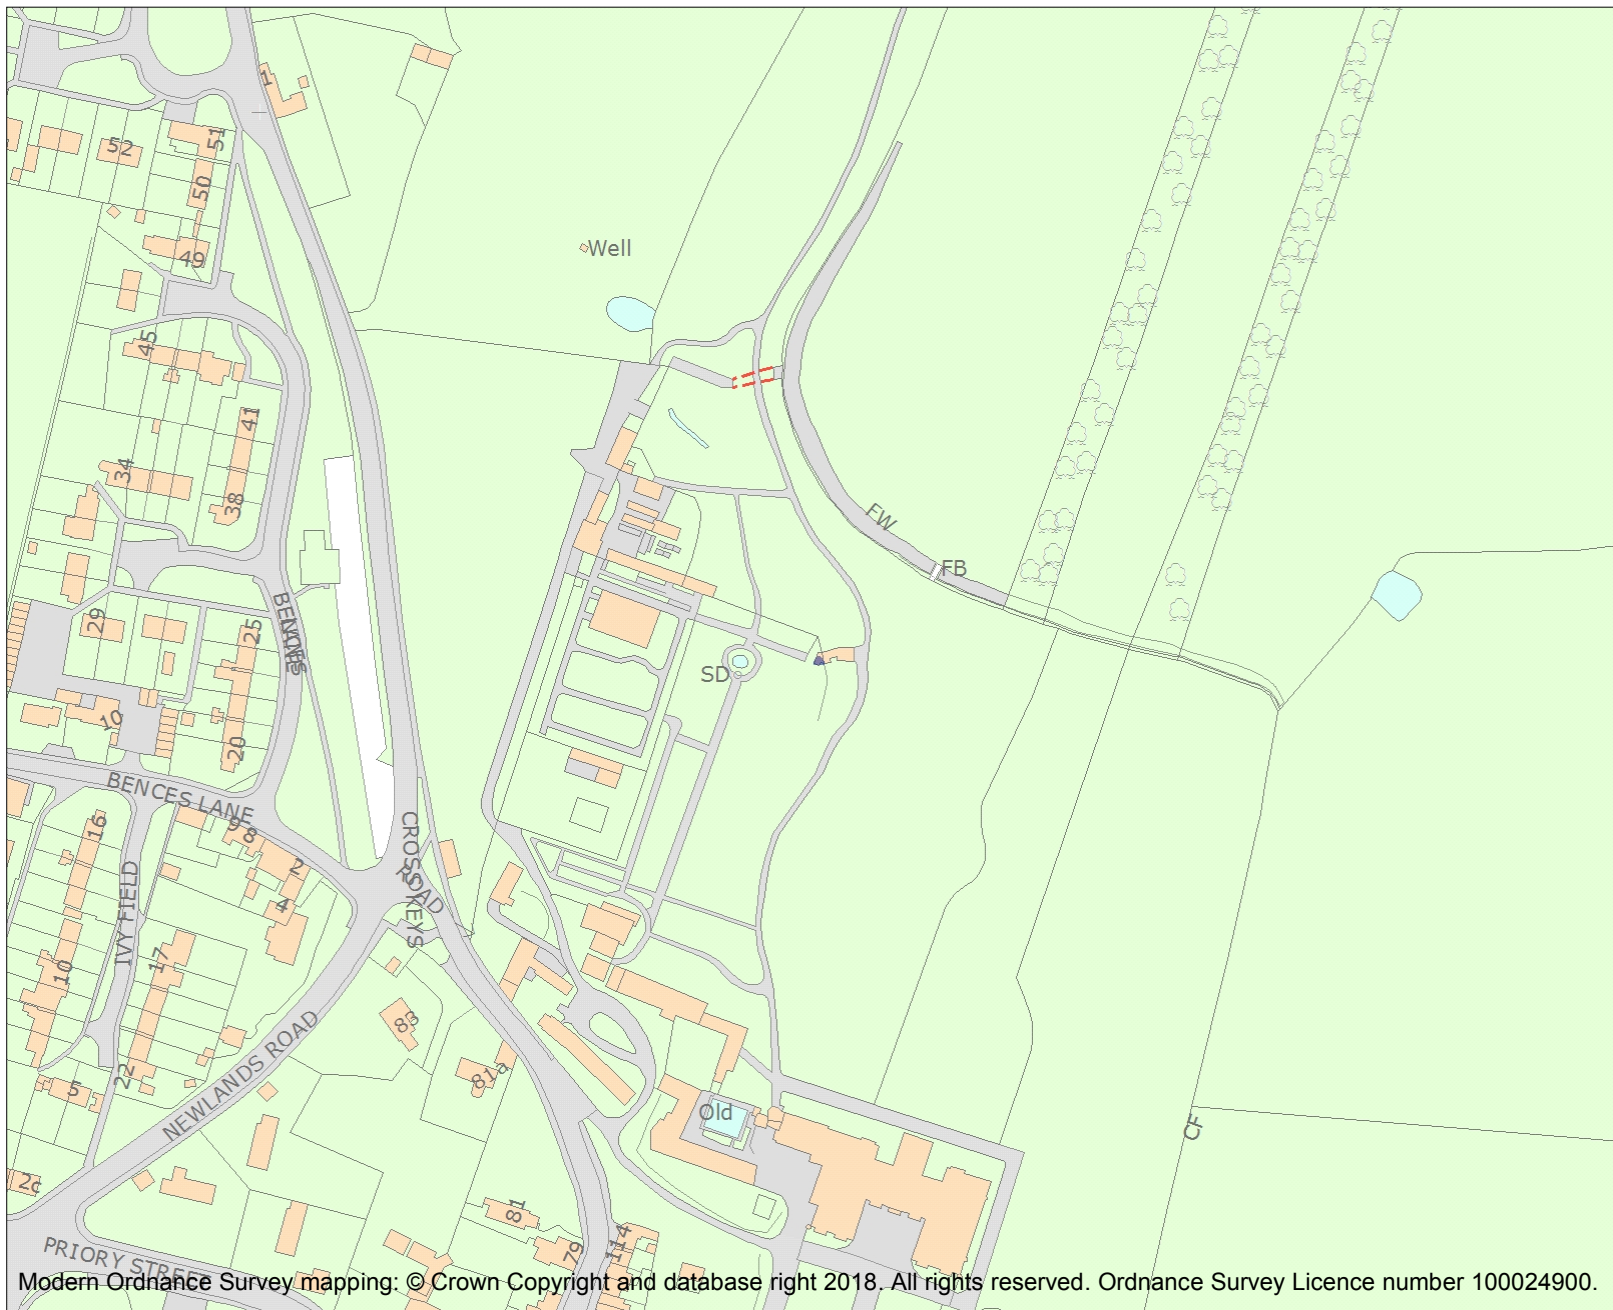 1
52
51
50
49
Well
45
41
34
38
FW
FB
29
25
BENCES
LANE
SD
10
20
BENCES LANE
16
9
8
2
4
CROSS KEYS
ROAD
IVY FIELD
17
10
83
81a
NEWLANDS ROAD
22
5
Old
CF
2c
81
79
114
PRIORY STREET
Modern Ordnance Survey mapping: © Crown Copyright and database right 2018. All rights reserved. Ordnance Survey Licence number 100024900.